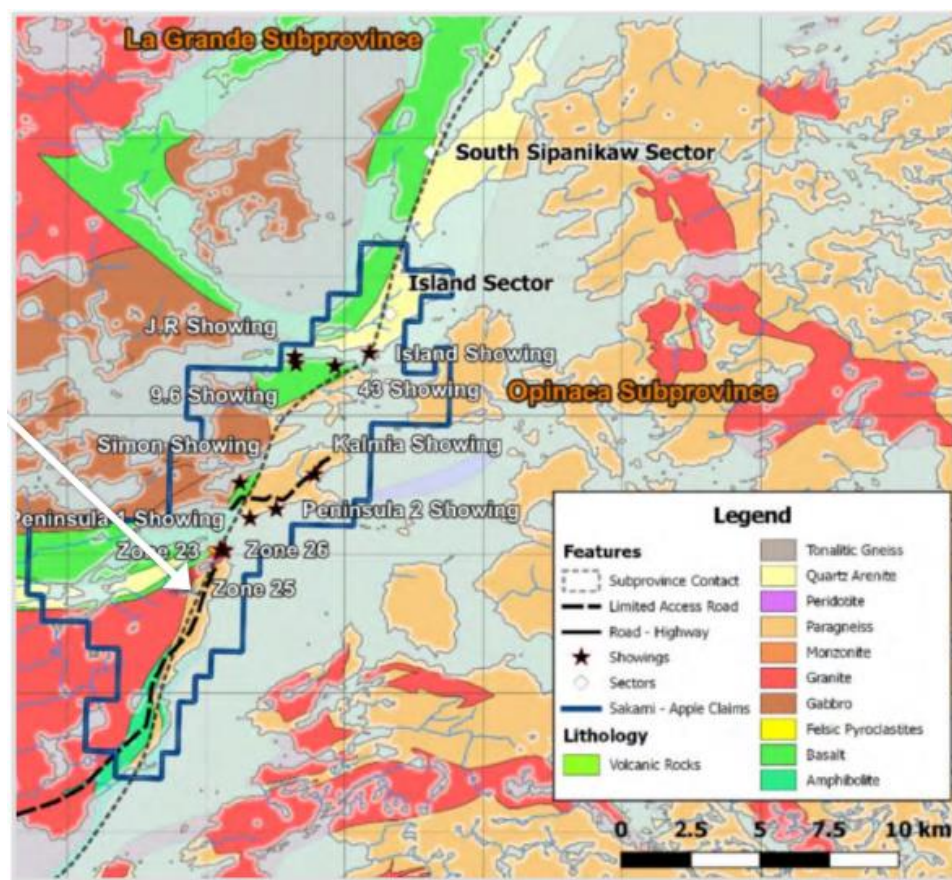 La Grande Subprovince
South Sipanikaw Sector
Island Sector
J.R Showing
Island Showing
9.6 Showing
43 Showing
Opinaca Subprovince
Simon Showing
Kalmia Showing
Peninsula 1 Showing
Peninsula 2 Showing
Zone 23
Zone 26
Zone 25
Legend
Features
Subprovince Contact
Limited Access Road
Road - Highway
Showings
Sectors
Sakami - Apple Claims
Lithology
Volcanic Rocks
Tonalitic Gneiss
Quartz Arenite
Peridotite
Paragneiss
Monzonite
Granite
Gabbro
Felsic Pyroclastites
Basalt
Amphibolite
0 2.5 5 7.5 10 km